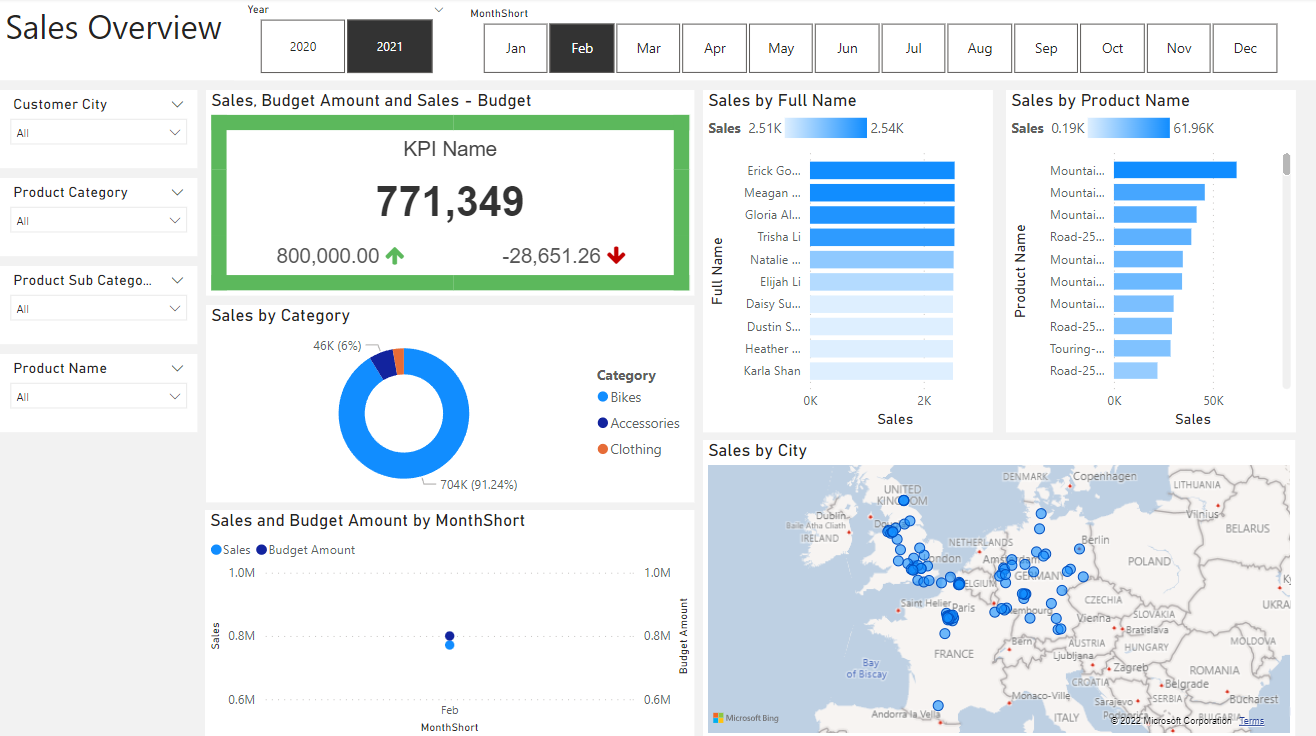 Sales Overview
Year
2020
2021
MonthShort
Jan
Feb
Mar
Apr
May
Jun
Jul
Aug
Sep
Oct
Nov
Dec
Customer City
All
Product Category
All
Product Sub Catego...
All
Product Name
All
Sales, Budget Amount and Sales - Budget
KPI Name
771,349
800,000.00
-28,651.26
Sales by Category
46K (6%)
704K (91.24%)
Category
Bikes
Accessories
Clothing
Sales and Budget Amount by MonthShort
Sales
Budget Amount
1.0M
0.8M
0.6M
1.0M
0.8M
0.6M
Sales
Budget Amount
Feb
MonthShort
Sales by Full Name
Sales 2.51K 2.54K
Full Name
Erick Go...
Meagan ...
Gloria Al...
Trisha Li
Natalie ...
Elijah Li
Daisy Su...
Dustin S...
Heather ...
Karla Shan
0K
2K
Sales
Sales by Product Name
Sales 0.19K 61.96K
Product Name
Mountai...
Mountai...
Mountai...
Road-25...
Mountai...
Mountai...
Mountai...
Road-25...
Touring-...
Road-25...
0K
50K
Sales
Sales by City
UNITED
KINGDOM
DENMARK
Copenhagen
LITHUANIA
Vilnius
BELARUS
Dublin
Baile Átha Cliath
IRELAND
NETHERLANDS
Berlin
POLAND
GERMANY
Saint Helier
Paris
CZECHIA
SLOVAKIA
Vienna
Bratislava
AUSTRIA
HUNGARY
MOLDOVA
Bern
Ljubljana
Zagreb
FRANCE
Bay
of Biscay
CROATIA
Belgrade
ROMANIA
Bucharest
SERBIA
Sarajevo
Monaco-Ville
Andorra la Vella
ITALY
Microsoft Bing
© 2022 Microsoft Corporation Terms